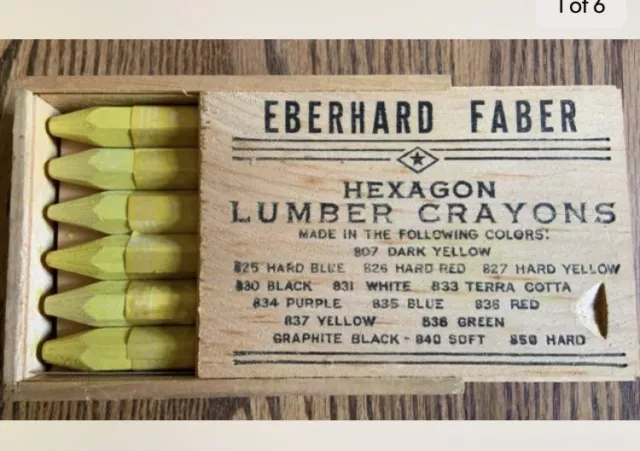 1 of 6
EBERHARD FABER
HEXAGON
LUMBER CRAYONS
MADE IN THE FOLLOWING COLORS:
807 DARK YELLOW
825 HARD BLUE 826 HARD RED 827 HARD YELLOW
830 BLACK 831 WHITE 833 TERRA COTTA
834 PURPLE 835 BLUE 836 RED
837 YELLOW 838 GREEN
GRAPHITE BLACK - 840 SOFT 850 HARD